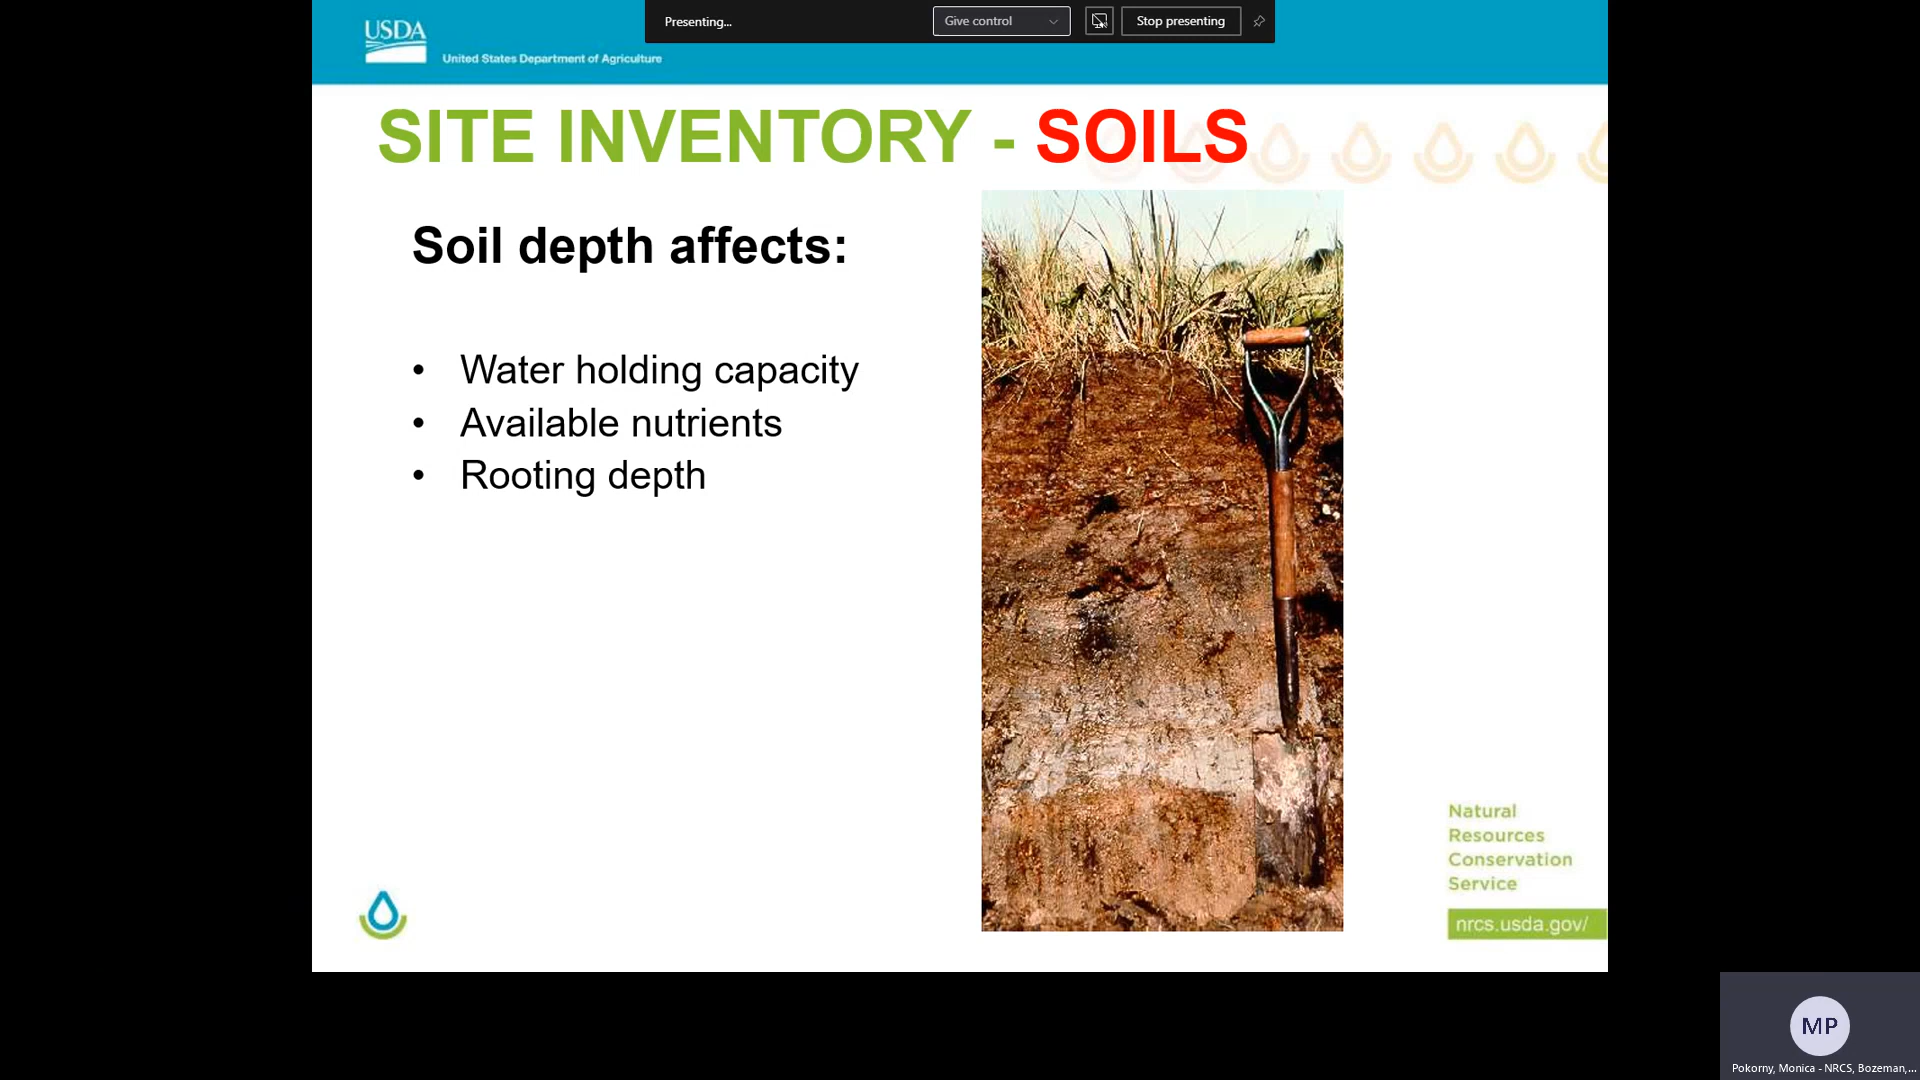 Presenting...
Give control
Stop presenting
USDA
United States Department of Agriculture
SITE INVENTORY - SOILS
Soil depth affects:
• Water holding capacity
• Available nutrients
• Rooting depth
Natural
Resources
Conservation
Service
nrcs.usda.gov/
MP
Pokorny, Monica - NRCS, Bozeman,...